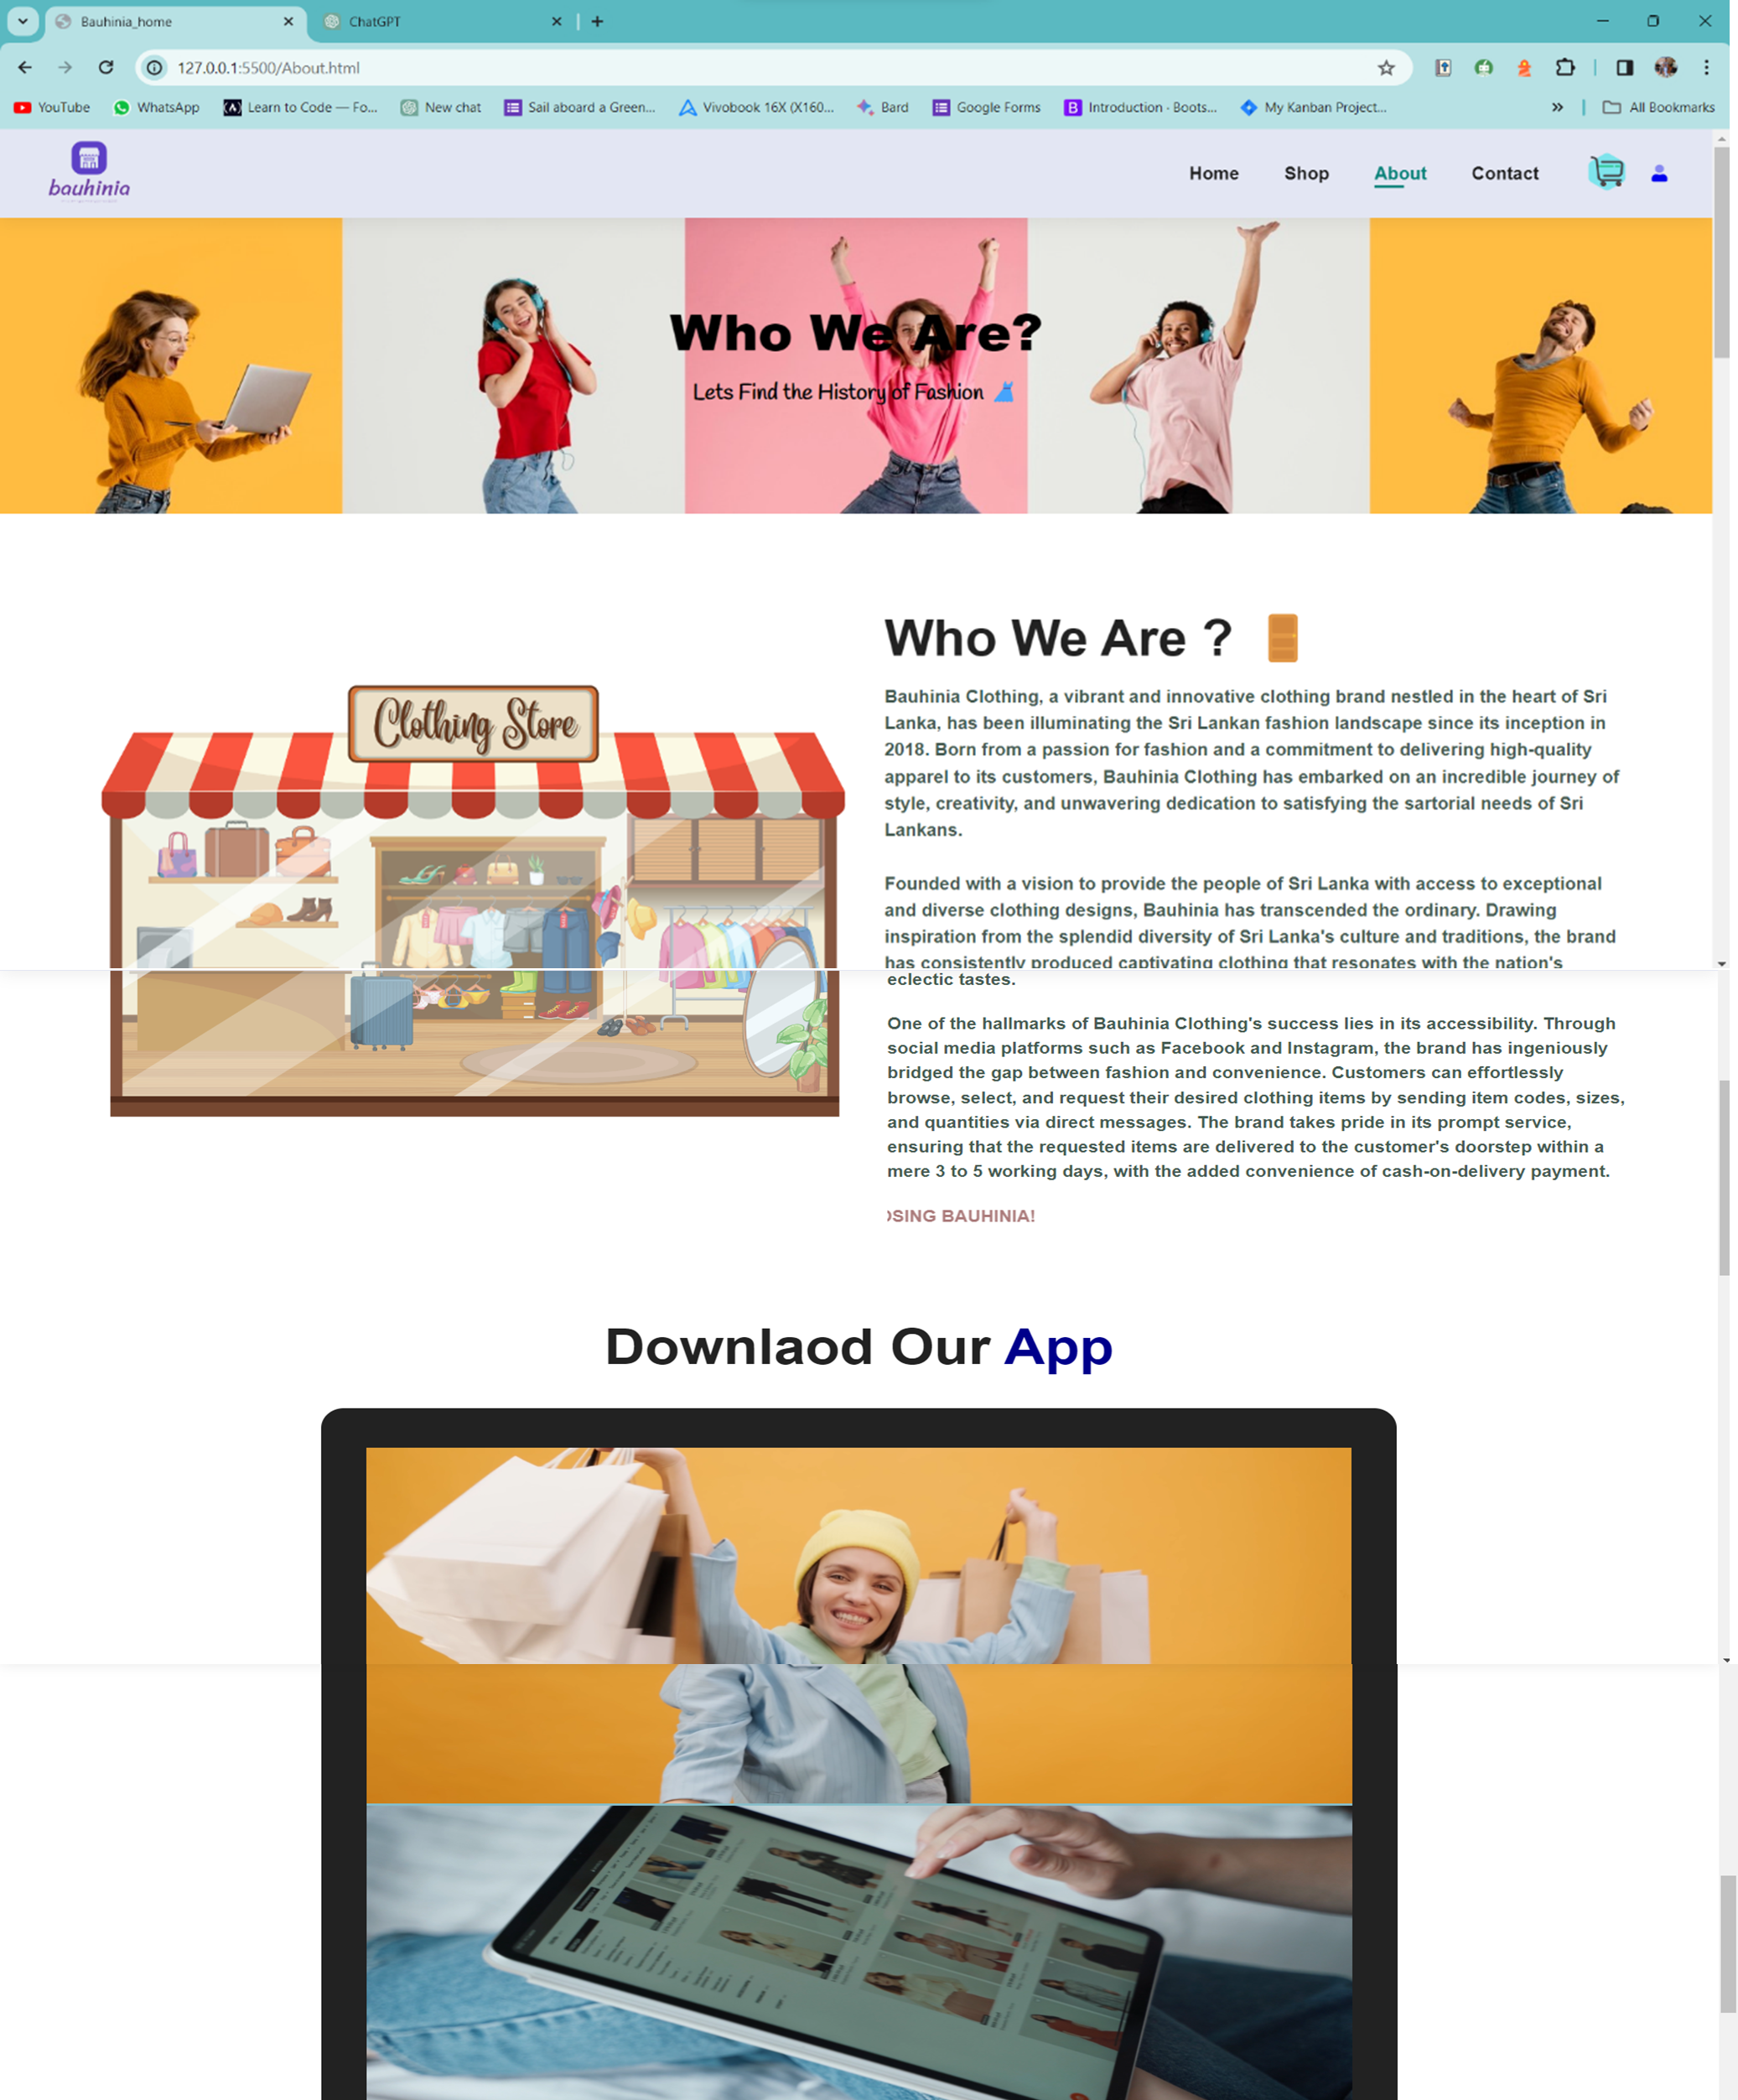 Bauhinia_home
ChatGPT
127.0.0.1:5500/About.html
YouTube
WhatsApp
Learn to Code — Fo...
New chat
Sail aboard a Green...
Vivobook 16X (X160...
Bard
Google Forms
Introduction · Boots...
My Kanban Project...
All Bookmarks
bauhinia
Home
Shop
About
Contact
Who We Are?
Lets Find the History of Fashion
Clothing Store
Who We Are ?
Bauhinia Clothing, a vibrant and innovative clothing brand nestled in the heart of Sri
Lanka, has been illuminating the Sri Lankan fashion landscape since its inception in
2018. Born from a passion for fashion and a commitment to delivering high-quality
apparel to its customers, Bauhinia Clothing has embarked on an incredible journey of
style, creativity, and unwavering dedication to satisfying the sartorial needs of Sri
Lankans.
Founded with a vision to provide the people of Sri Lanka with access to exceptional
and diverse clothing designs, Bauhinia has transcended the ordinary. Drawing
inspiration from the splendid diversity of Sri Lanka's culture and traditions, the brand
has consistently produced captivating clothing that resonates with the nation's
eclectic tastes.
One of the hallmarks of Bauhinia Clothing's success lies in its accessibility. Through
social media platforms such as Facebook and Instagram, the brand has ingeniously
bridged the gap between fashion and convenience. Customers can effortlessly
browse, select, and request their desired clothing items by sending item codes, sizes,
and quantities via direct messages. The brand takes pride in its prompt service,
ensuring that the requested items are delivered to the customer's doorstep within a
mere 3 to 5 working days, with the added convenience of cash-on-delivery payment.
SING BAUHINIA!
Downlaod Our App